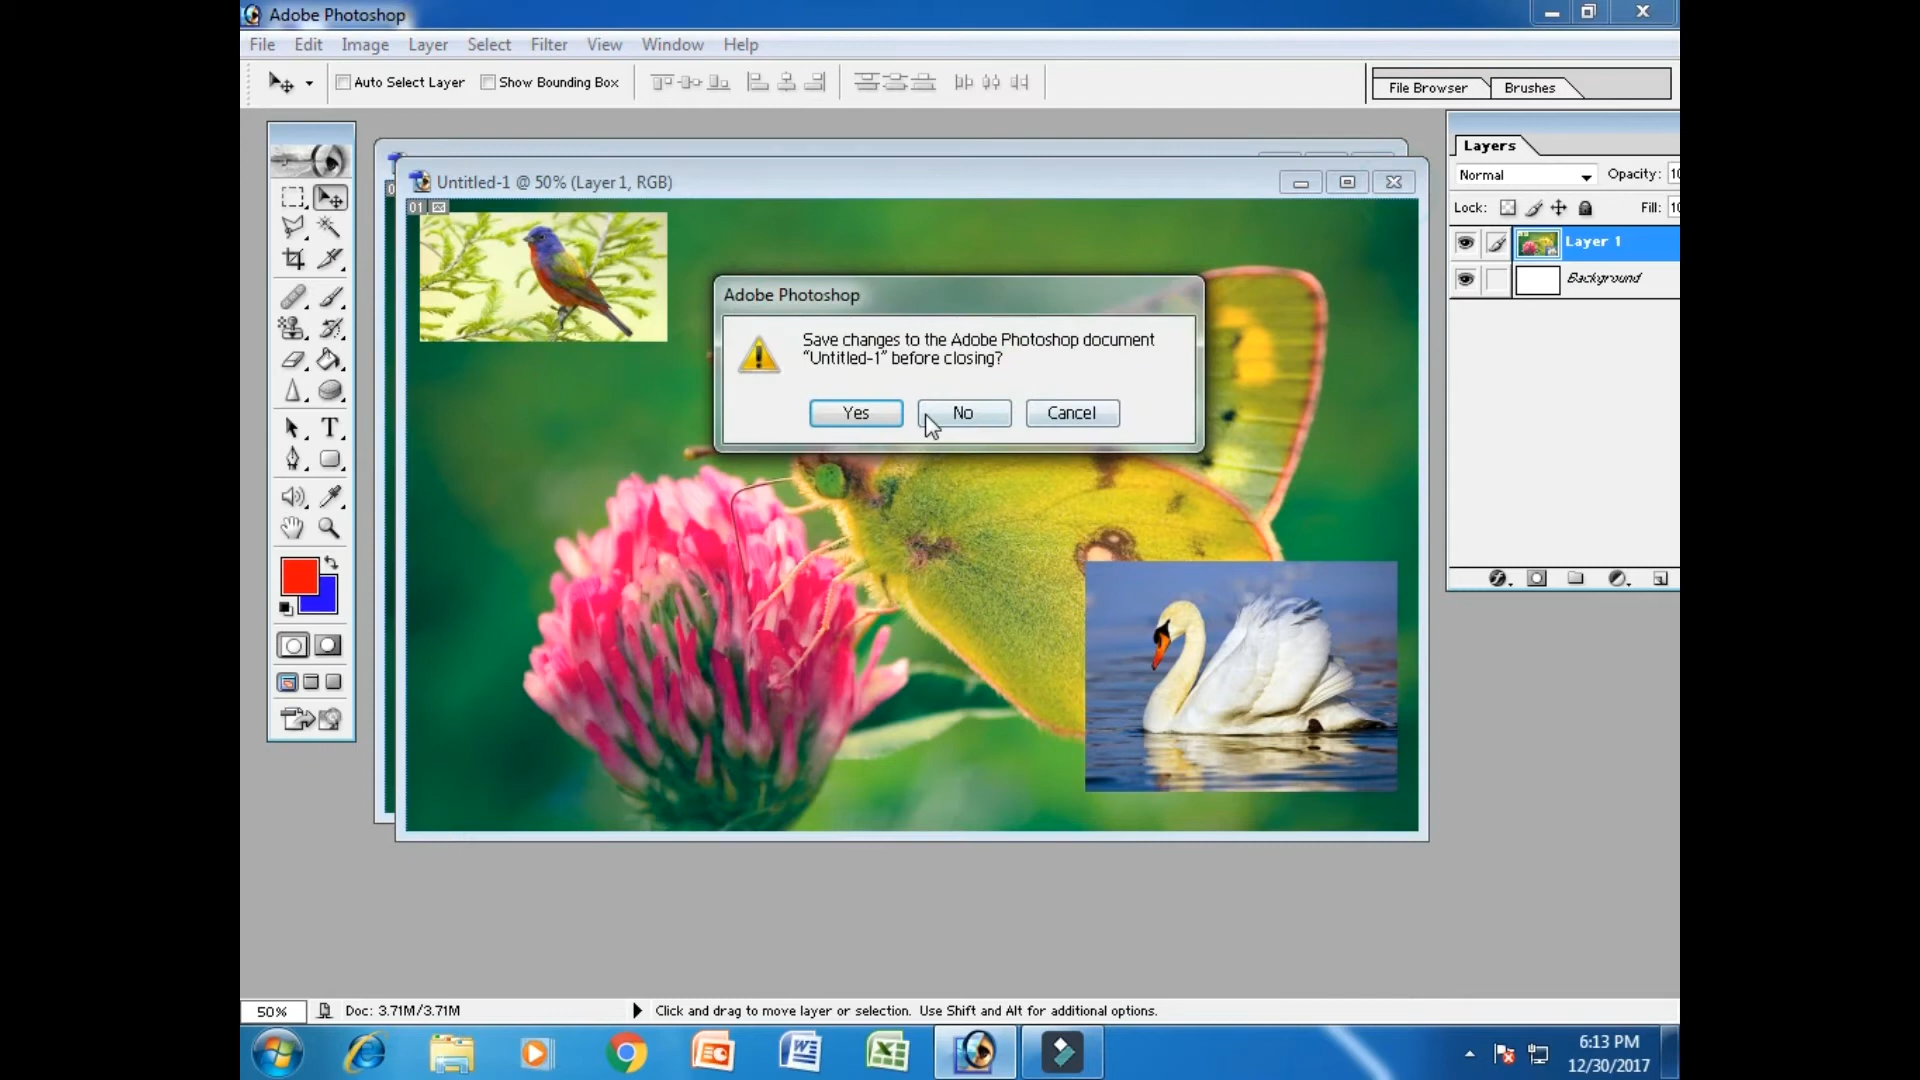 Adobe Photoshop
File Edit Image Layer Select Filter View Window Help
Auto Select Layer Show Bounding Box
File Browser Brushes
Untitled-1 @ 50% (Layer 1, RGB)
01
Layers
Normal Opacity: 10
Lock: Fill: 10
Layer 1
Background
Adobe Photoshop
Save changes to the Adobe Photoshop document
“Untitled-1” before closing?
Yes No Cancel
50% Doc: 3.71M/3.71M Click and drag to move layer or selection. Use Shift and Alt for additional options.
6:13 PM
12/30/2017